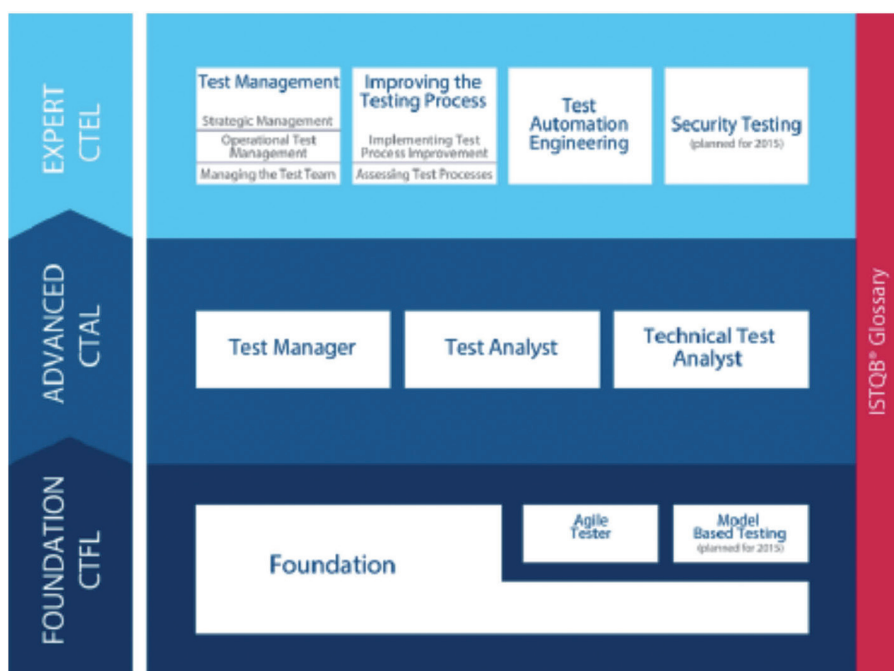 EXPERT
CTEL
Test Management
Strategic Management
Operational Test
Management
Managing the Test Team
Improving the
Testing Process
Implementing Test
Process Improvement
Assessing Test Processes
Test
Automation
Engineering
Security Testing
(planned for 2015)
ADVANCED
CTAL
Test Manager
Test Analyst
Technical Test
Analyst
FOUNDATION
CTFL
Foundation
Agile
Tester
Model
Based Testing
(planned for 2015)
ISTQB® Glossary